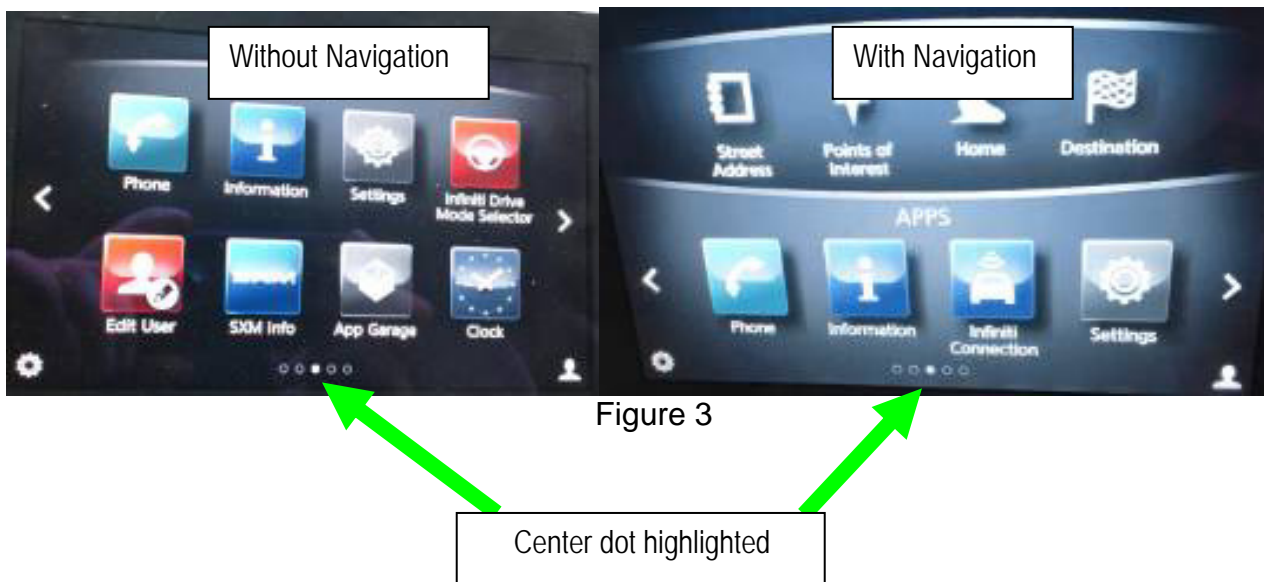 Without Navigation
With Navigation
Phone
Information
Settings
Infiniti Drive
Mode Selector
Edit User
SXM Info
App Garage
Clock
Street
Address
Points of
Interest
Home
Destination
APPS
Phone
Information
Infiniti
Connection
Settings
Figure 3
Center dot highlighted